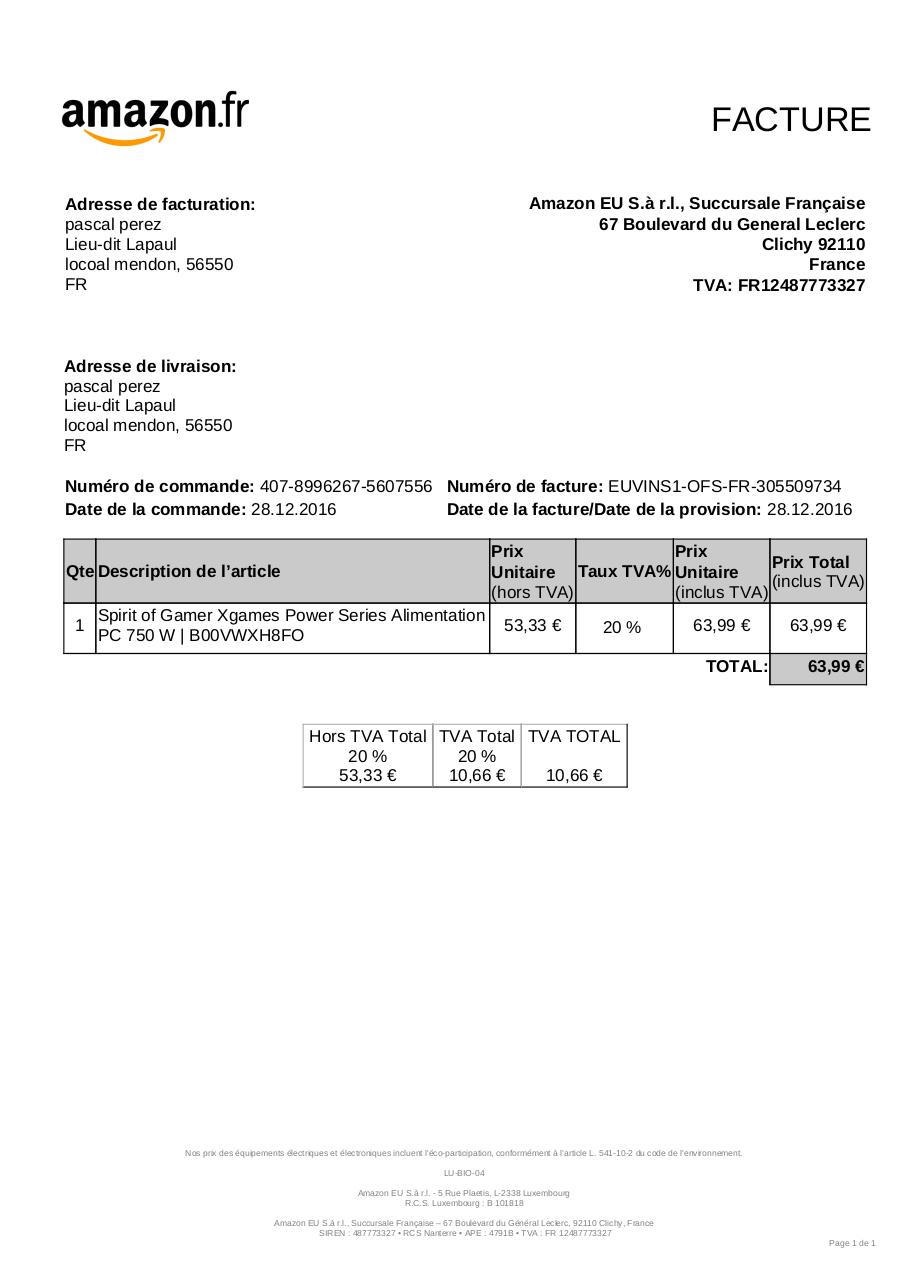 amazon.fr
FACTURE
Adresse de facturation:
pascal perez
Lieu-dit Lapaul
locoal mendon, 56550
FR
Amazon EU S.à r.l., Succursale Française
67 Boulevard du General Leclerc
Clichy 92110
France
TVA: FR12487773327
Adresse de livraison:
pascal perez
Lieu-dit Lapaul
locoal mendon, 56550
FR
Numéro de commande: 407-8996267-5607556 Numéro de facture: EUVINS1-OFS-FR-305509734
Date de la commande: 28.12.2016 Date de la facture/Date de la provision: 28.12.2016
Qte
Description de l’article
Prix
Unitaire
(hors TVA)
Taux TVA%
Prix
Unitaire
(inclus TVA)
Prix Total
(inclus TVA)
1
Spirit of Gamer Xgames Power Series Alimentation
PC 750 W | B00VWXH8FO
53,33 €
20 %
63,99 €
63,99 €
TOTAL: 63,99 €
Hors TVA Total TVA Total TVA TOTAL
20 % 20 %
53,33 € 10,66 € 10,66 €
Nos prix des équipements électriques et électroniques incluent l'éco-participation, conformément à l'article L. 541-10-2 du code de l'environnement.
LU-BIO-04
Amazon EU S.à r.l. - 5 Rue Plaetis, L-2338 Luxembourg
R.C.S. Luxembourg : B 101818
Amazon EU S.à r.l., Succursale Française – 67 Boulevard du Général Leclerc, 92110 Clichy, France
SIREN : 487773327 • RCS Nanterre • APE : 4791B • TVA : FR 12487773327
Page 1 de 1